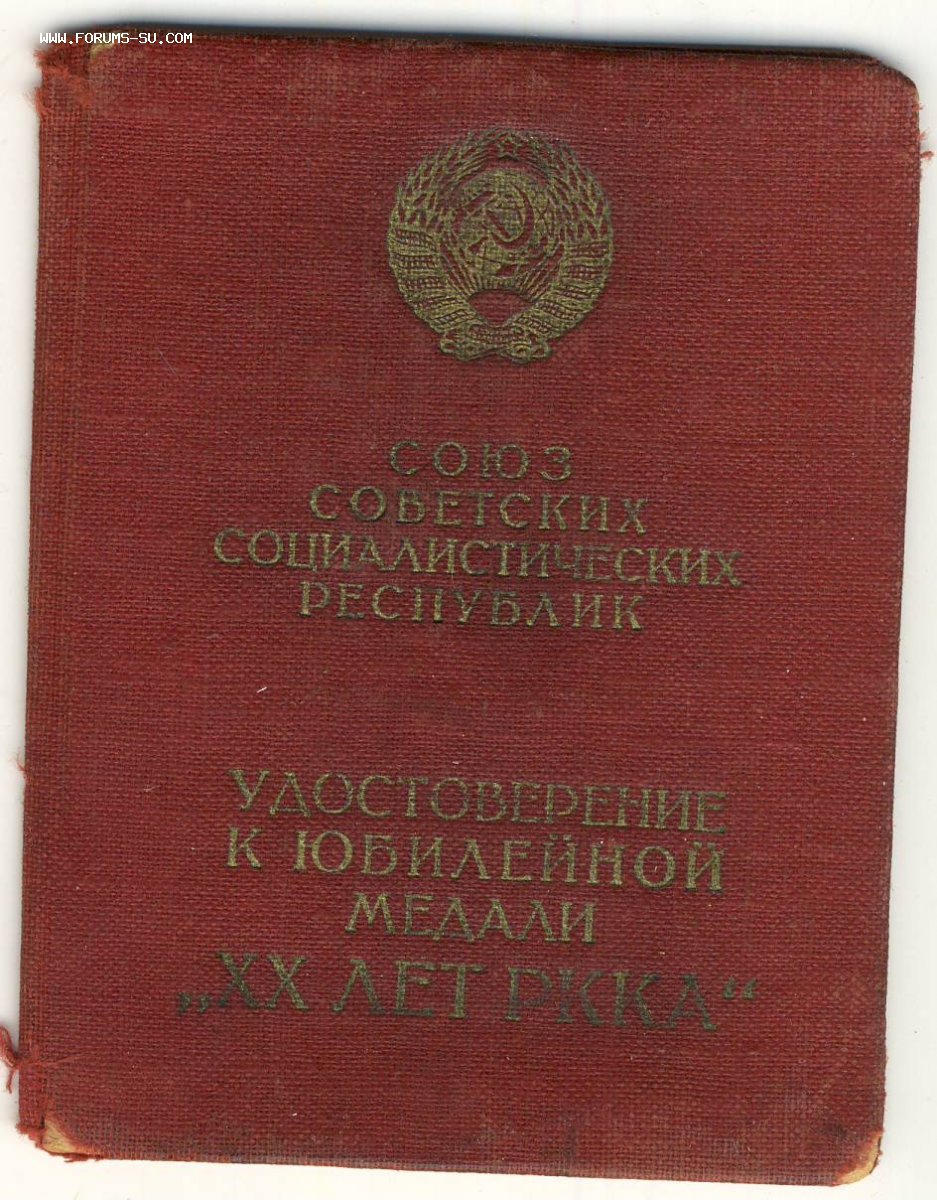 WWW.FORUMS-SU.COM
СОЮЗ
СОВЕТСКИХ
СОЦИАЛИСТИЧЕСКИХ
РЕСПУБЛИК
УДОСТОВЕРЕНИЕ
К ЮБИЛЕЙНОЙ
МЕДАЛИ
„XX ЛЕТ РККА“